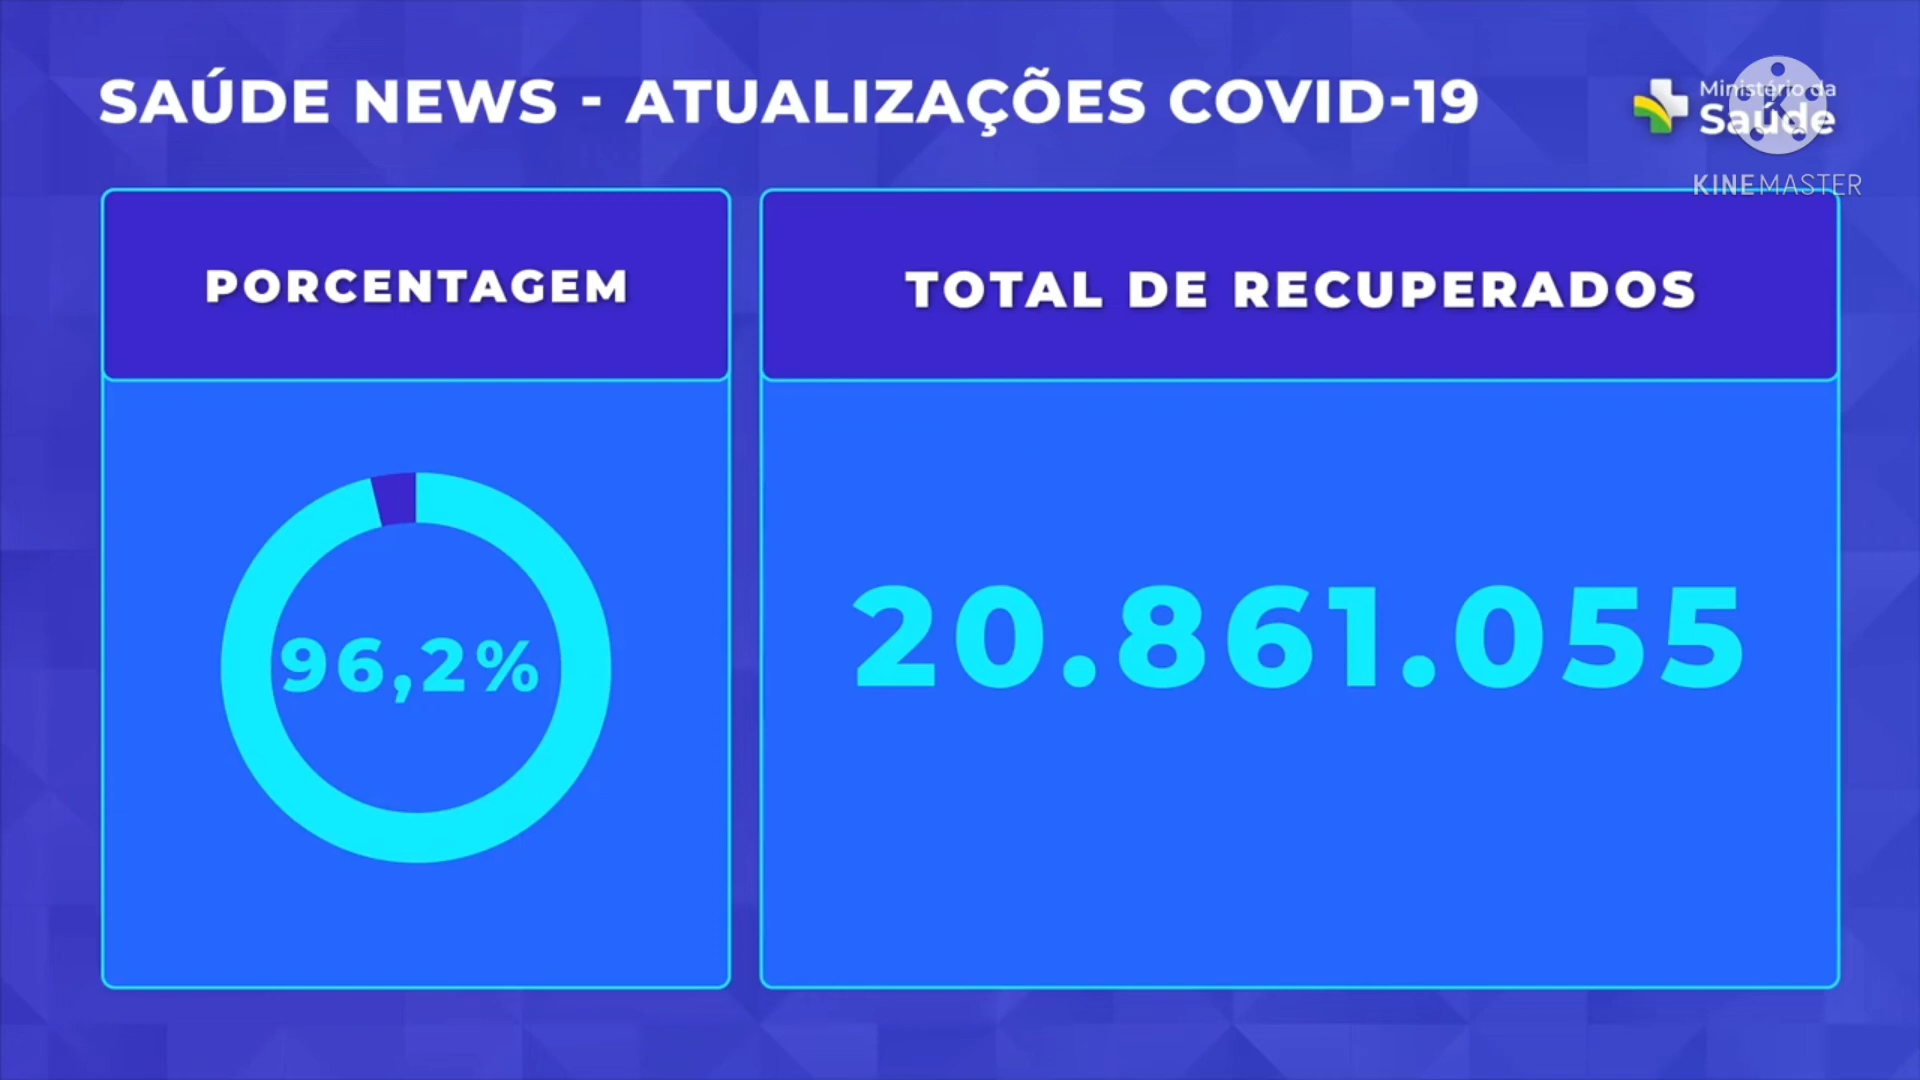 SAÚDE NEWS - ATUALIZAÇÕES COVID-19
Ministério da
Saúde
KINEMASTER
PORCENTAGEM
TOTAL DE RECUPERADOS
96,2%
20.861.055